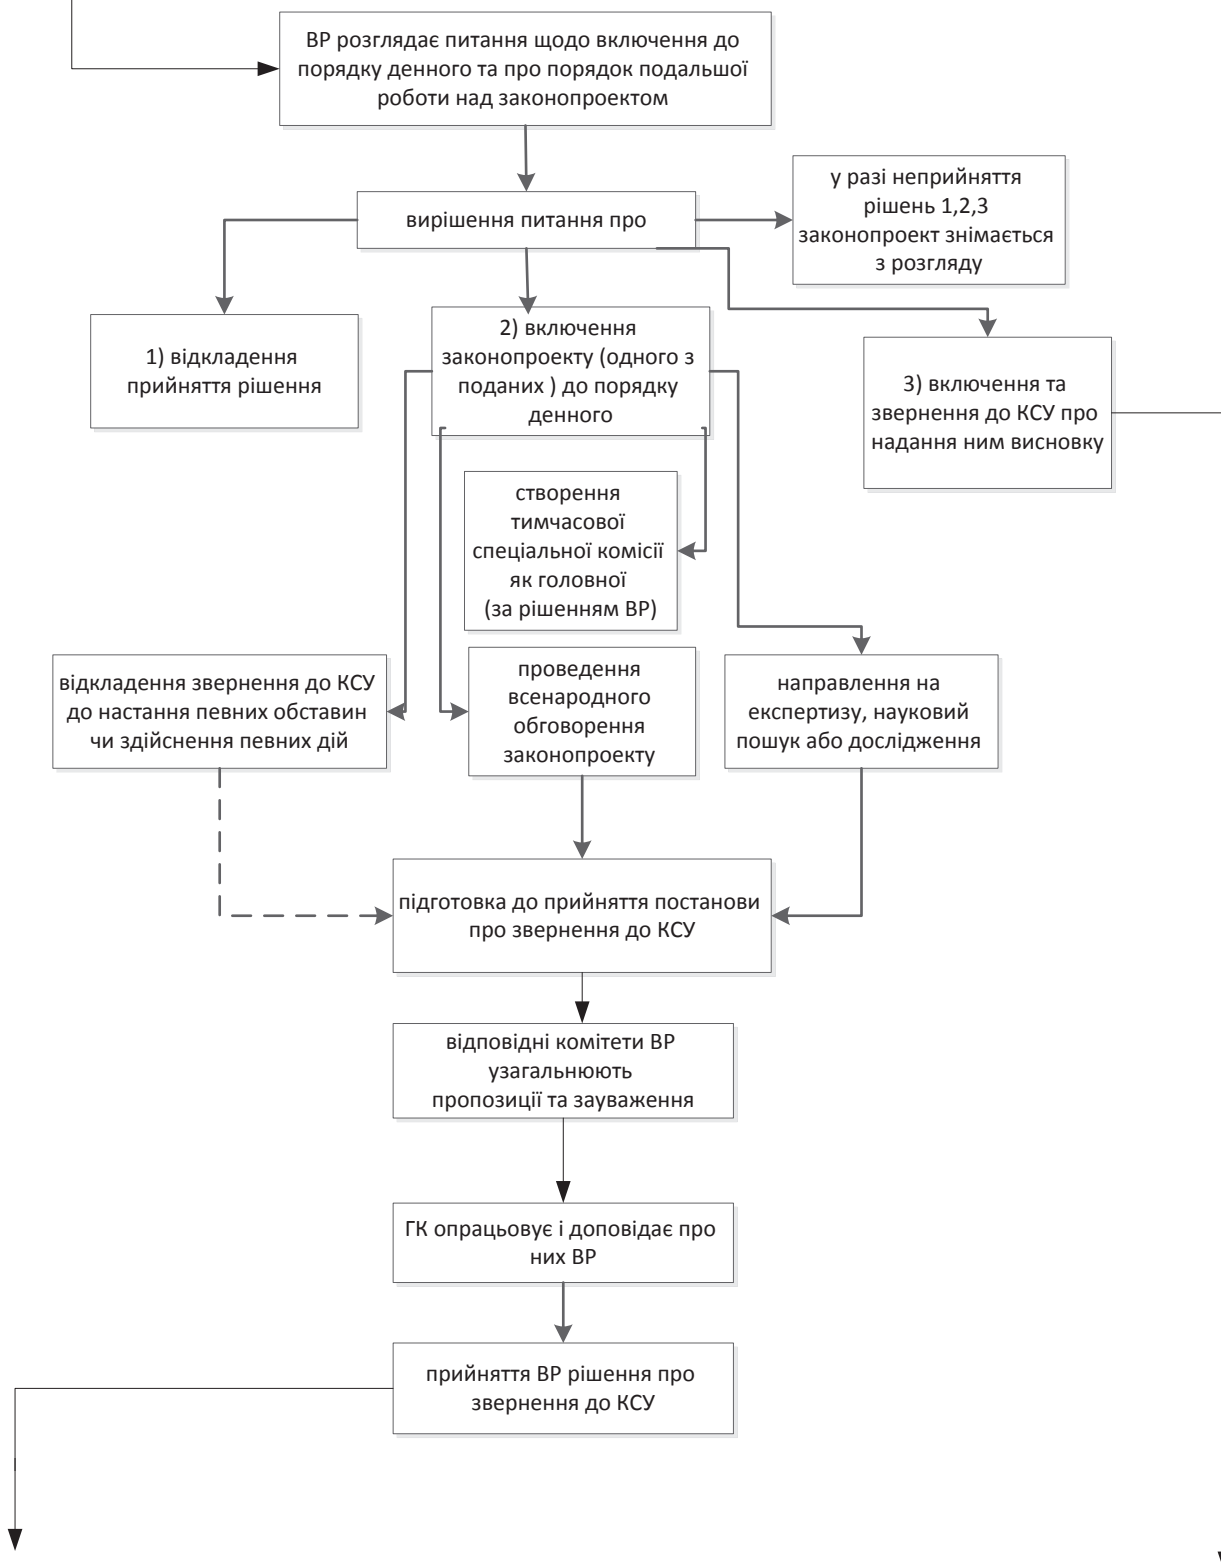 ВР розглядає питання щодо включення до
порядку денного та про порядок подальшої
роботи над законопроектом
вирішення питання про
у разі неприйняття
рішень 1,2,3
законопроект знімається
з розгляду
1) відкладення
прийняття рішення
2) включення
законопроекту (одного з
поданих ) до порядку
денного
3) включення та
звернення до КСУ про
надання ним висновку
створення
тимчасової
спеціальної комісії
як головної
(за рішенням ВР)
відкладення звернення до КСУ
до настання певних обставин
чи здійснення певних дій
проведення
всенародного
обговорення
законопроекту
направлення на
експертизу, науковий
пошук або дослідження
підготовка до прийняття постанови
про звернення до КСУ
відповідні комітети ВР
узагальнюють
пропозиції та зауваження
ГК опрацьовує і доповідає про
них ВР
прийняття ВР рішення про
звернення до КСУ